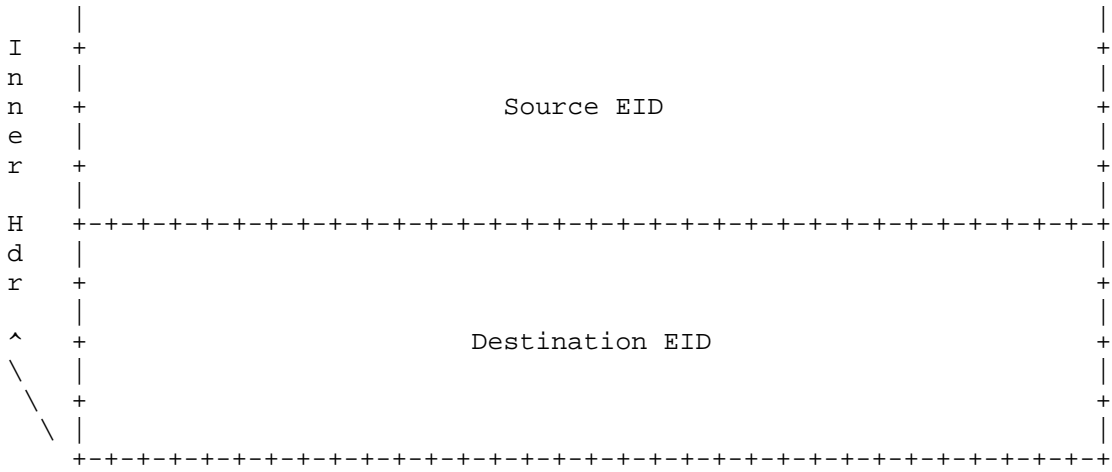 |                                                               |
I     +                                                               +
n     |                                                               |
n     +                          Source EID                           +
e     |                                                               |
r     +                                                               +
      |                                                               |
H     +-+-+-+-+-+-+-+-+-+-+-+-+-+-+-+-+-+-+-+-+-+-+-+-+-+-+-+-+-+-+-+-+
d     |                                                               |
r     +                                                               +
      |                                                               |
^     +                        Destination EID                        +
\     |                                                               |
 \    +                                                               +
  \   |                                                               |
      +-+-+-+-+-+-+-+-+-+-+-+-+-+-+-+-+-+-+-+-+-+-+-+-+-+-+-+-+-+-+-+-+